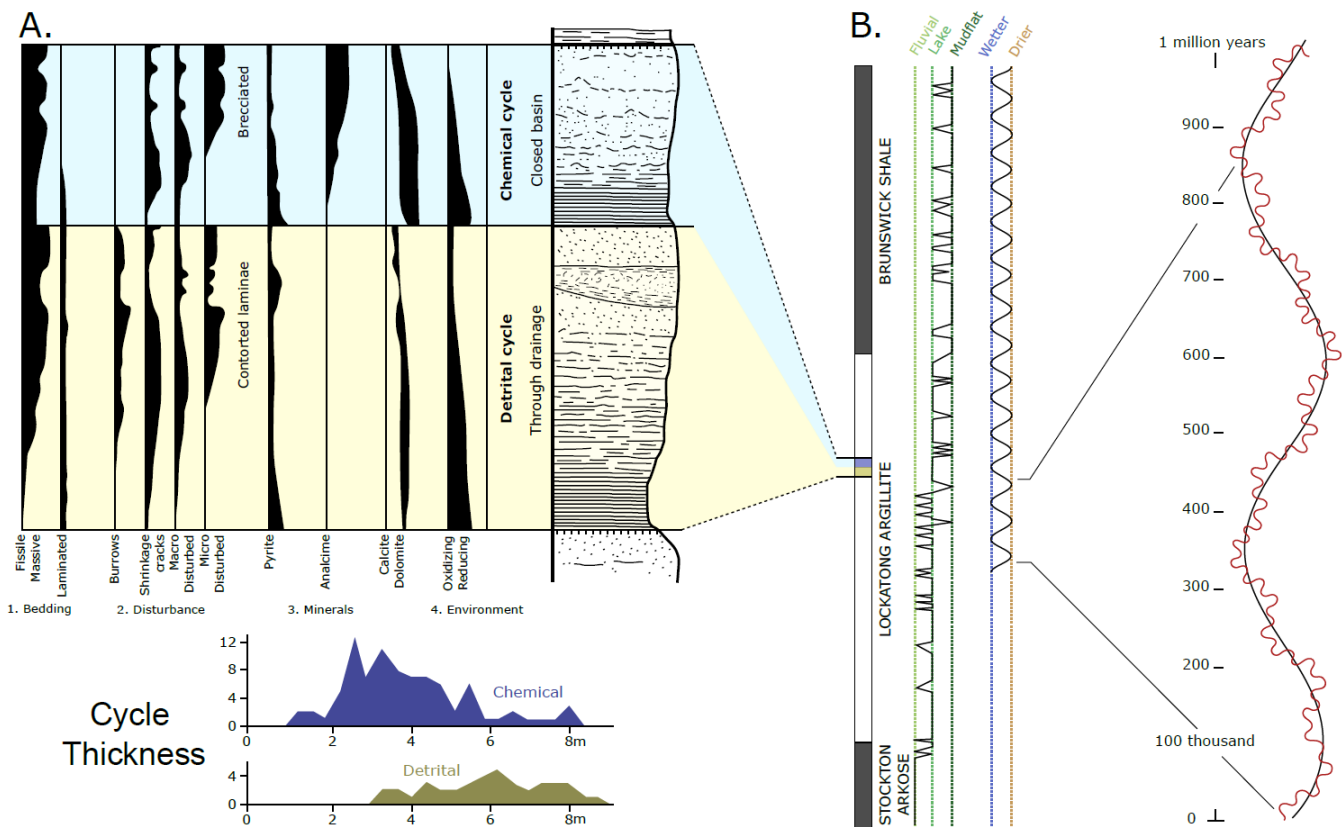 A.
Brecciated
Chemical cycle
Closed basin
Contorted laminae
Detrital cycle
Through drainage
Fissile
Massive
Laminated
Burrows
Shrinkage
cracks
Macro
Disturbed
Micro
Disturbed
Pyrite
Analcime
Calcite
Dolomite
Oxidizing
Reducing
1. Bedding
2. Disturbance
3. Minerals
4. Environment
Cycle
Thickness
12
8
4
0
Chemical
0
2
4
6
8m
4
0
Detrital
0
2
4
6
8m
B.
Fluvial
Lake
Mudflat
Wetter
Drier
BRUNSWICK SHALE
LOCKATONG ARGILLITE
STOCKTON
ARKOSE
1 million years
900
800
700
600
500
400
300
200
100 thousand
0